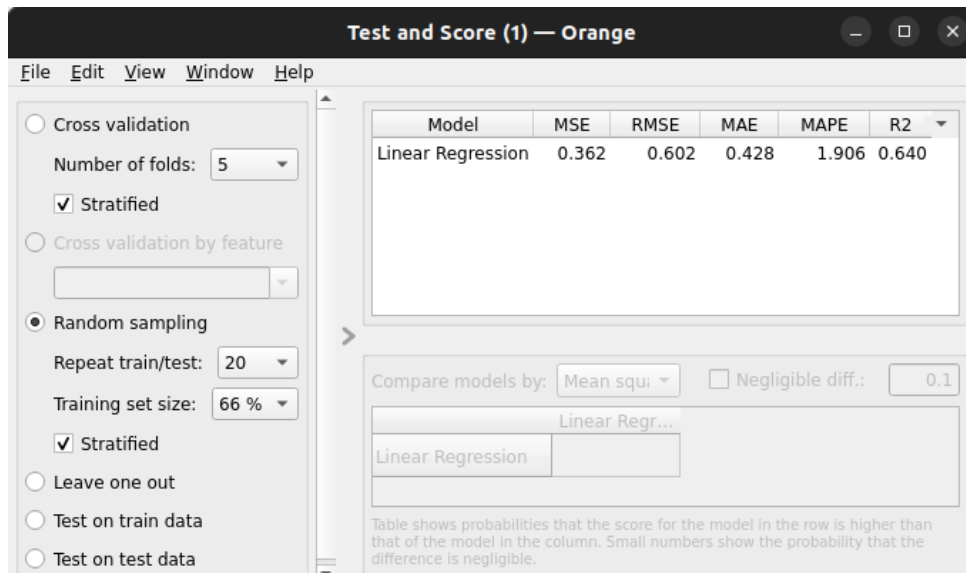 Test and Score (1) — Orange
File Edit View Window Help
Cross validation
Number of folds: 5
Stratified
Cross validation by feature
Random sampling
Repeat train/test: 20
Training set size: 66 %
Stratified
Leave one out
Test on train data
Test on test data
Model MSE RMSE MAE MAPE R2
Linear Regression 0.362 0.602 0.428 1.906 0.640
Compare models by: Mean squa Negligible diff.: 0.1
Linear Regr...
Linear Regression
Table shows probabilities that the score for the model in the row is higher than
that of the model in the column. Small numbers show the probability that the
difference is negligible.